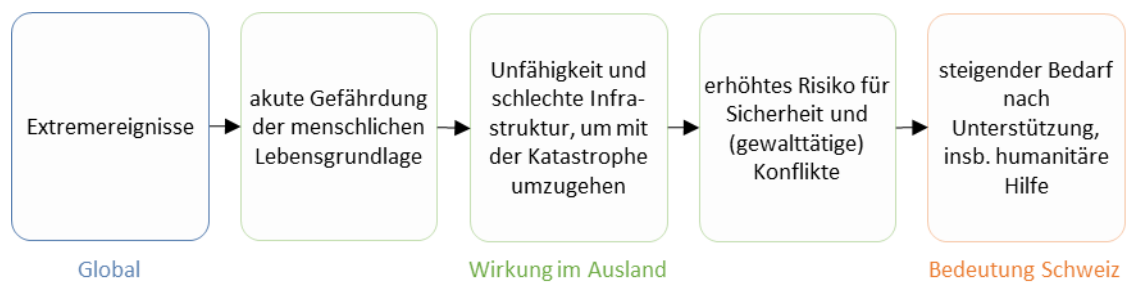 Extremereignisse
akute Gefährdung
der menschlichen
Lebensgrundlage
Unfähigkeit und
schlechte Infra-
struktur, um mit
der Katastrophe
umzugehen
erhöhtes Risiko für
Sicherheit und
(gewalttätige)
Konflikte
steigender Bedarf
nach
Unterstützung,
insb. humanitäre
Hilfe
Global
Wirkung im Ausland
Bedeutung Schweiz